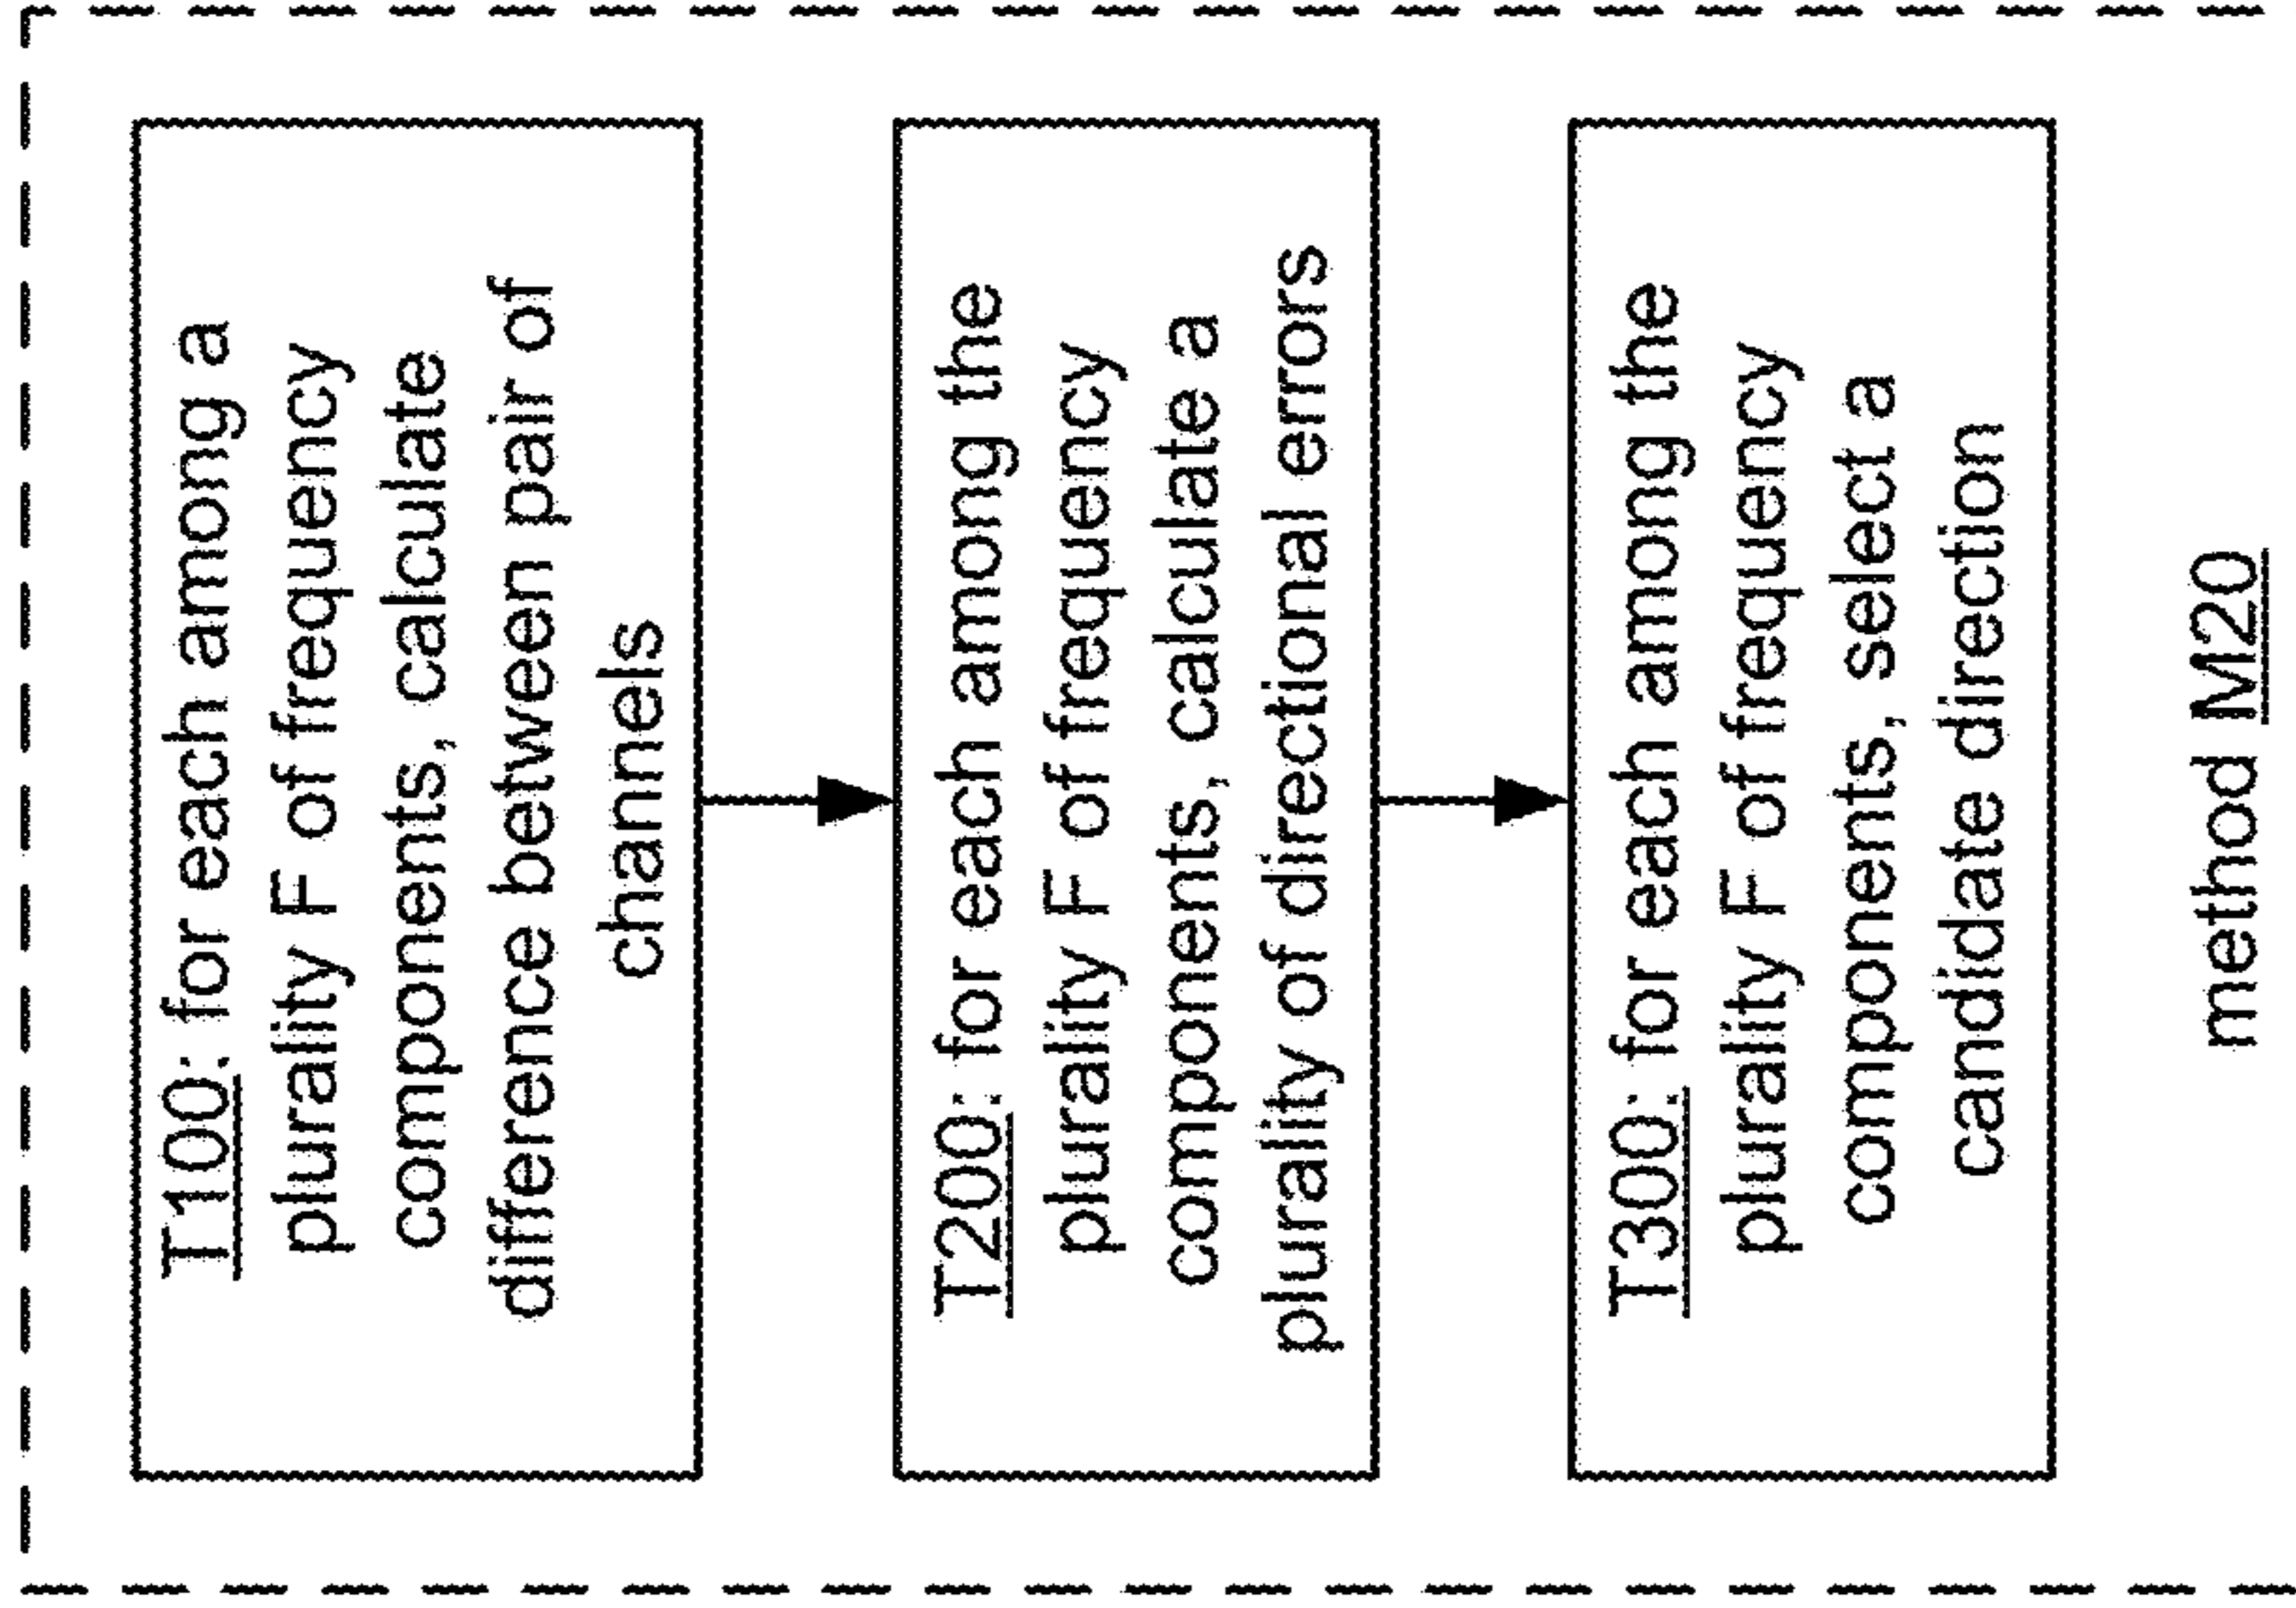 T100: for each among a
plurality F of frequency
components, calculate
difference between pair of
channels
T200: for each among the
plurality F of frequency
components, calculate a
plurality of directional errors
T300: for each among the
plurality F of frequency
components, select a
candidate direction
method M20